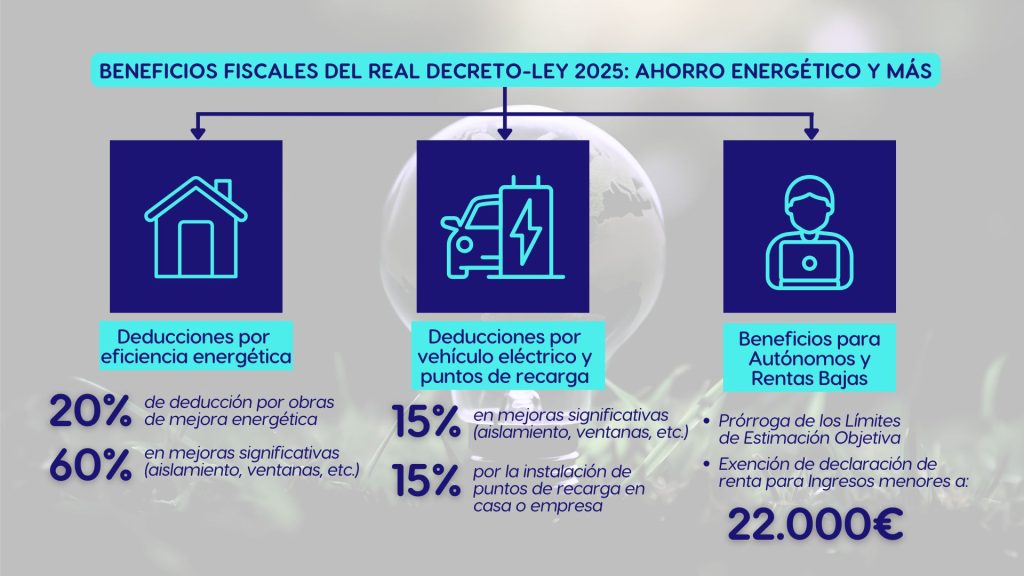 BENEFICIOS FISCALES DEL REAL DECRETO-LEY 2025: AHORRO ENERGÉTICO Y MÁS
Deducciones por
eficiencia energética
20%
de deducción por obras
de mejora energética
60%
en mejoras significativas
(aislamiento, ventanas, etc.)
Deducciones por
vehículo eléctrico y
puntos de recarga
15%
en mejoras significativas
(aislamiento, ventanas, etc.)
15%
por la instalación de
puntos de recarga en
casa o empresa
Beneficios para
Autónomos y
Rentas Bajas
• Prórroga de los Límites
de Estimación Objetiva
• Exención de declaración de
renta para Ingresos menores a:
22.000€